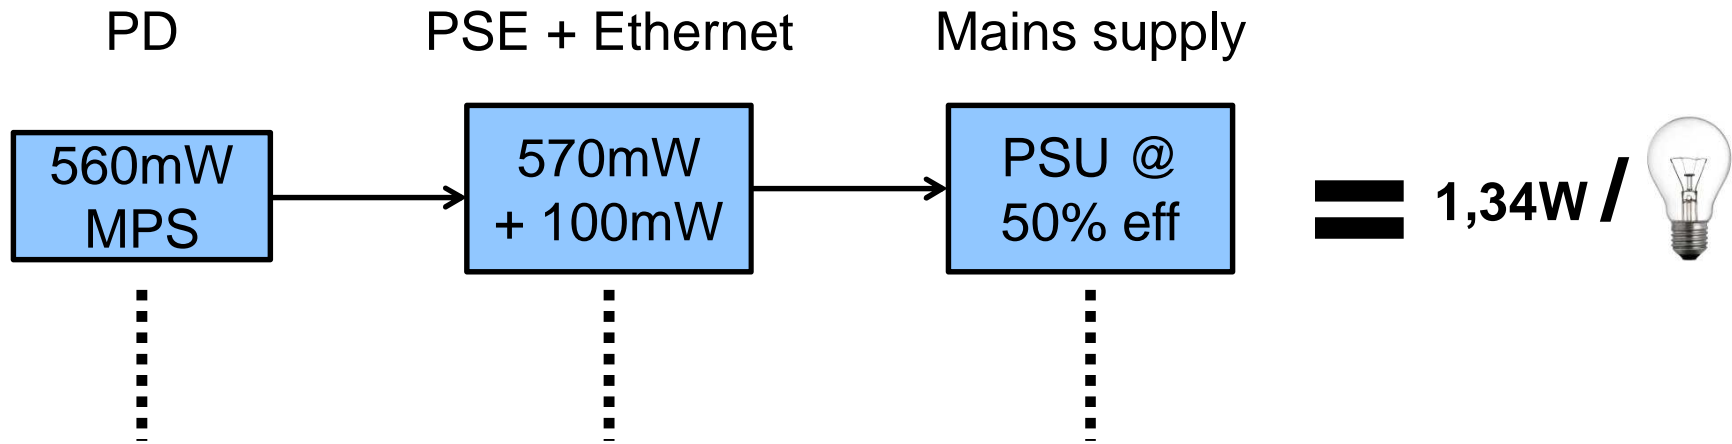 PD
PSE + Ethernet
Mains supply
560mW
MPS
570mW
+ 100mW
PSU @
50% eff
= 1,34W /